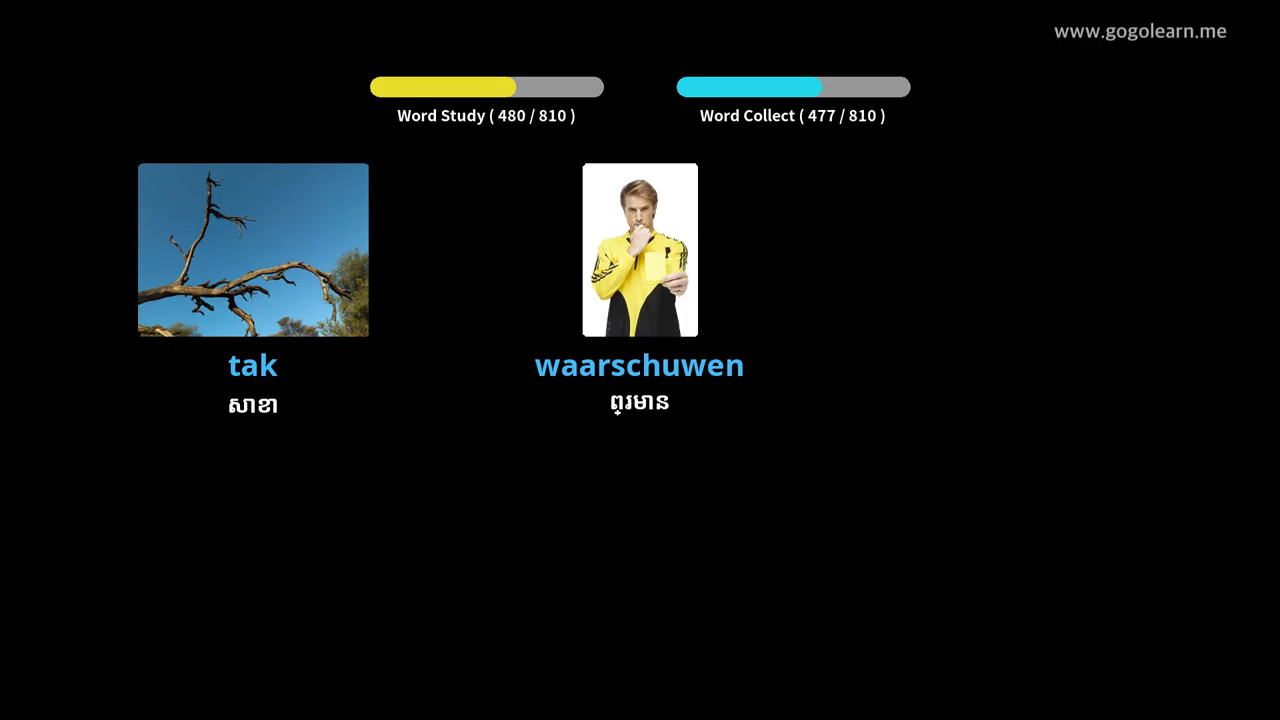 www.gogolearn.me
Word Study ( 480 / 810 )
Word Collect ( 477 / 810 )
tak
waarschuwen
សាខា
ព្រមាន